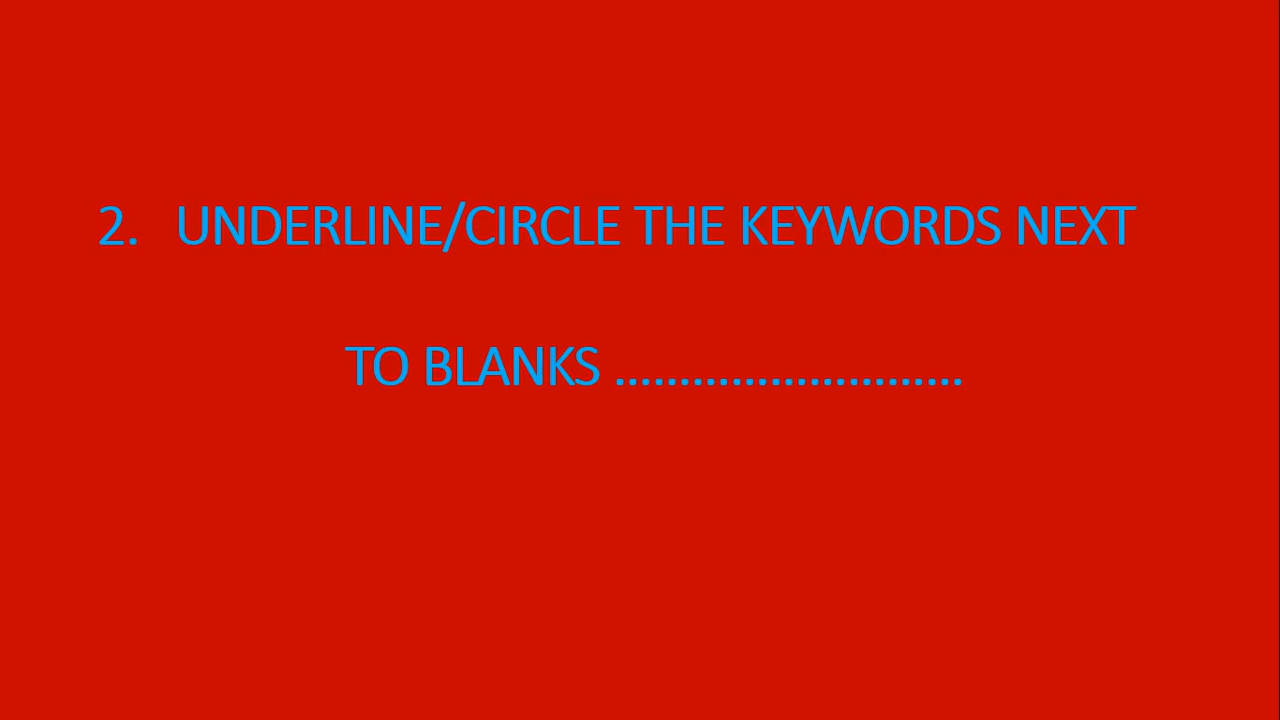 2. UNDERLINE/CIRCLE THE KEYWORDS NEXT
TO BLANKS ...........................